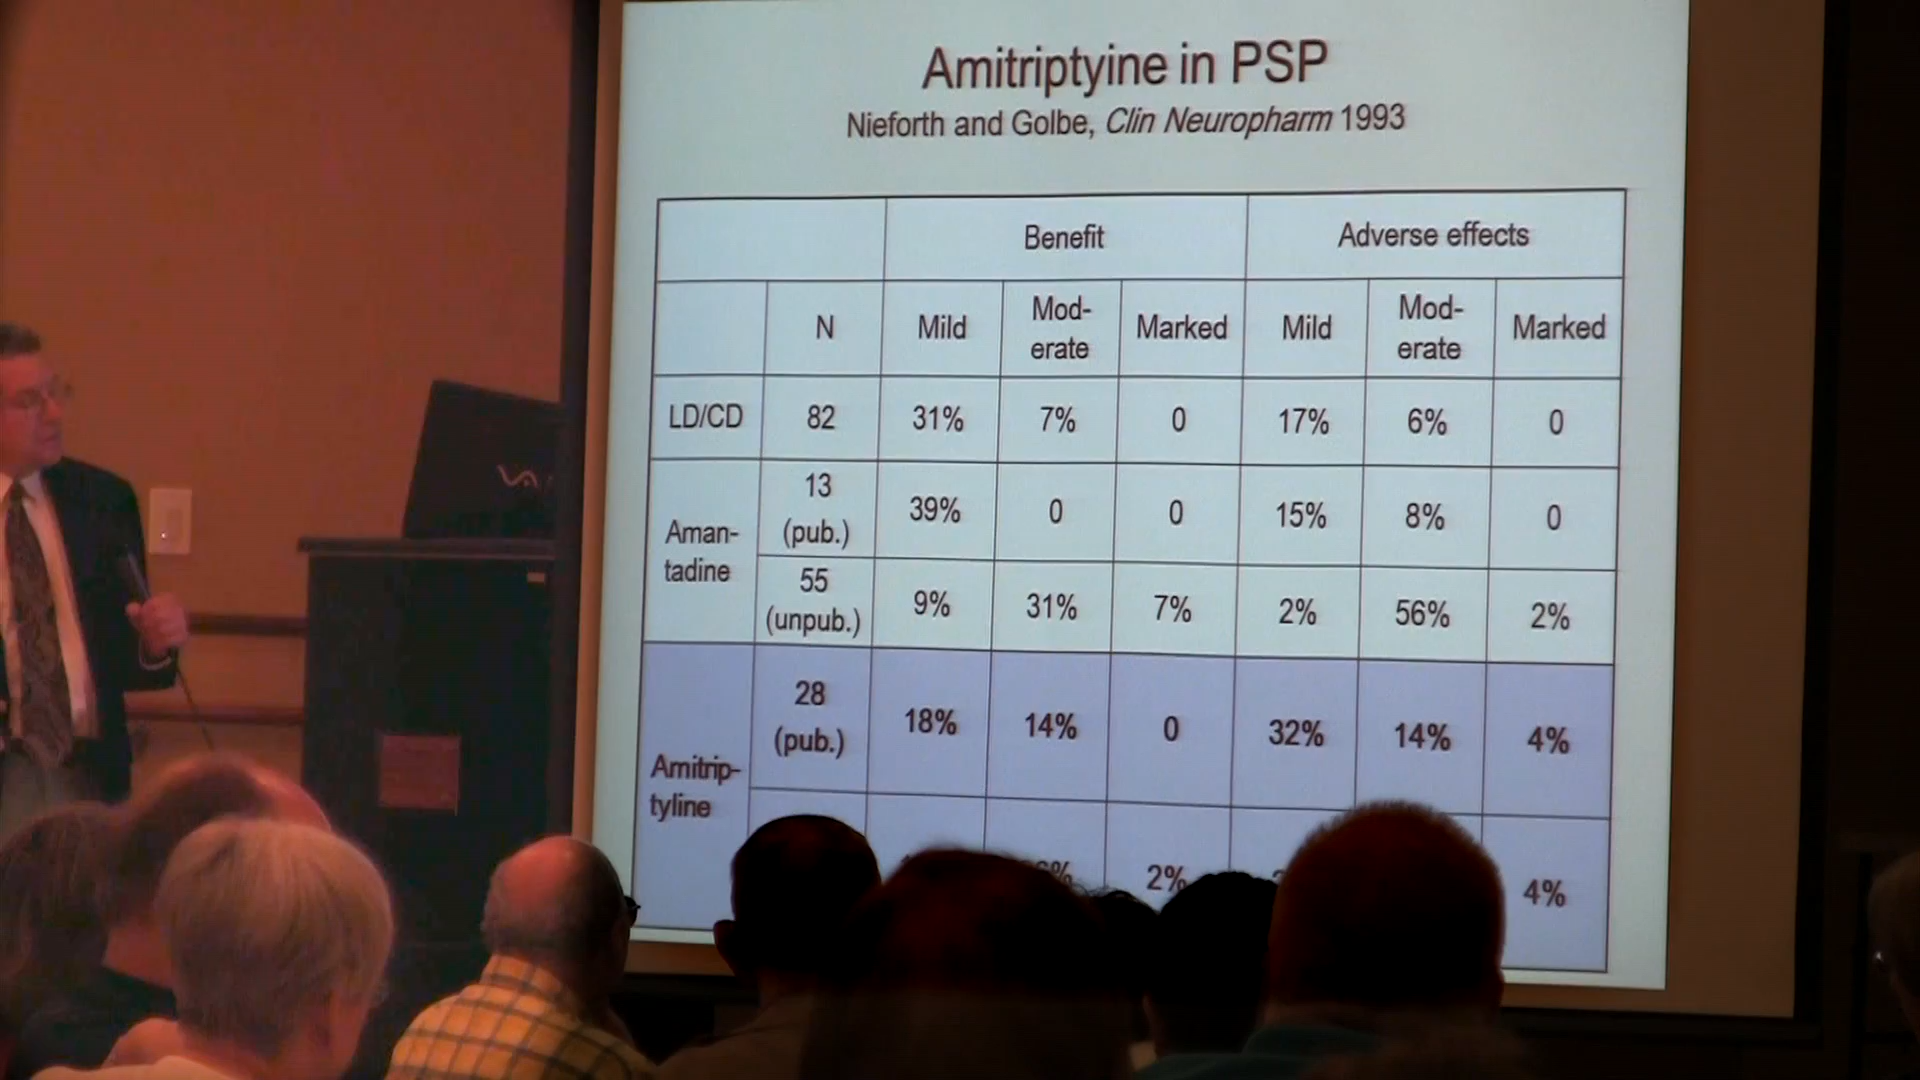 Amitriptyine in PSP
Nieforth and Golbe, Clin Neuropharm 1993
Benefit Adverse effects
N Mild Mod-
erate Marked Mild Mod-
erate Marked
LD/CD 82 31% 7% 0 17% 6% 0
Aman-
tadine
13
(pub.) 39% 0 0 15% 8% 0
55
(unpub.) 9% 31% 7% 2% 56% 2%
Amitrip-
tyline
28
(pub.) 18% 14% 0 32% 14% 4%
2% 4%